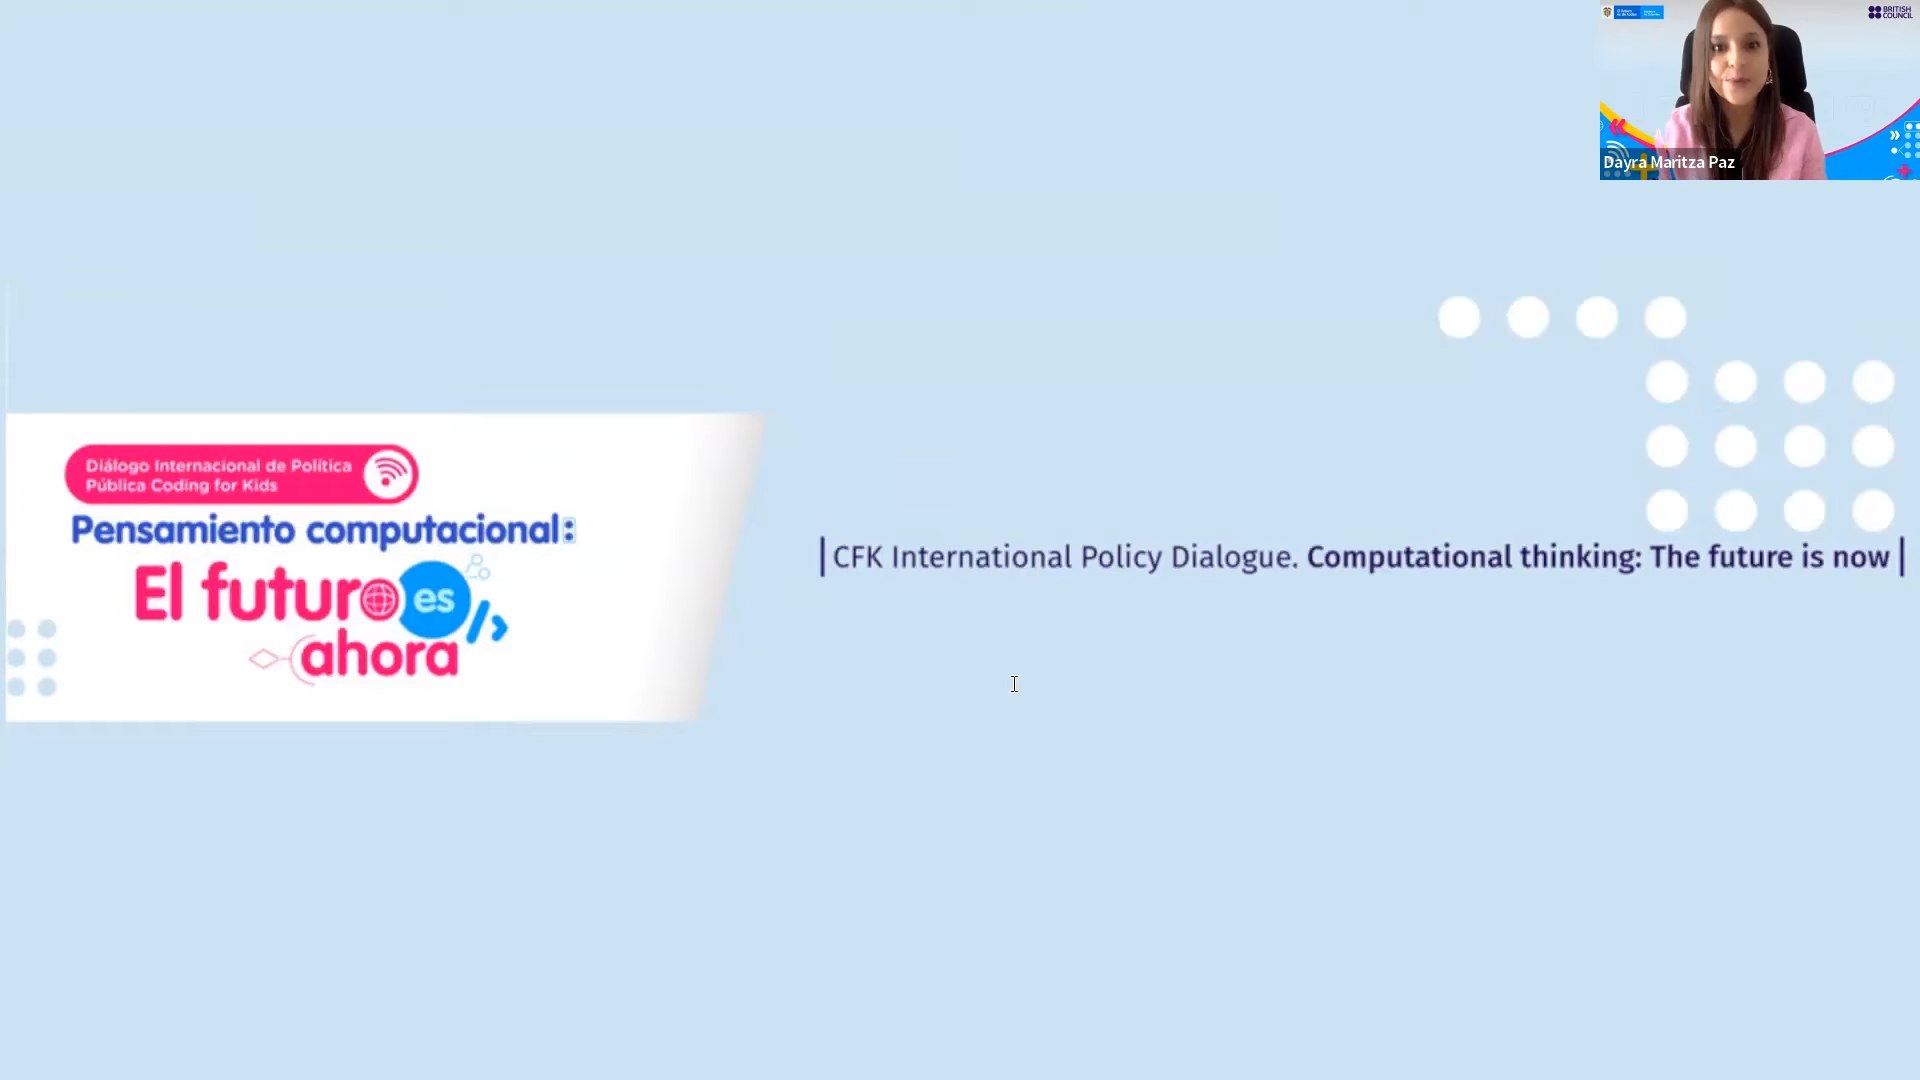 BRITISH
COUNCIL
Dayra Maritza Paz
Diálogo Internacional de Política
Pública Coding for Kids
Pensamiento computacional:
El futuro es
ahora
CFK International Policy Dialogue. Computational thinking: The future is now